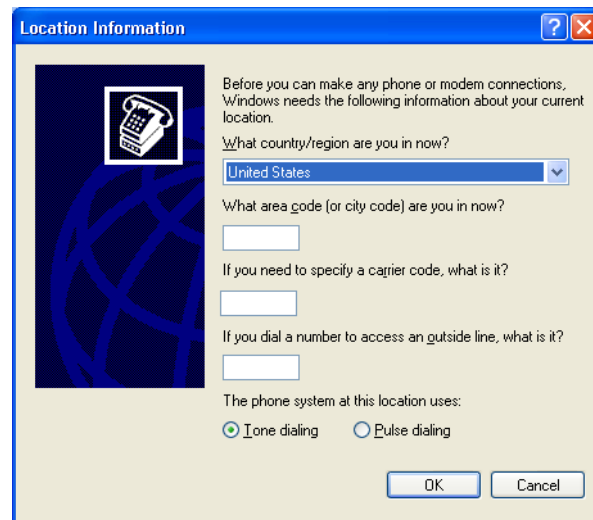 Location Information
Before you can make any phone or modem connections,
Windows needs the following information about your current
location.
What country/region are you in now?
United States
What area code (or city code) are you in now?
If you need to specify a carrier code, what is it?
If you dial a number to access an outside line, what is it?
The phone system at this location uses:
Tone dialing Pulse dialing
OK Cancel